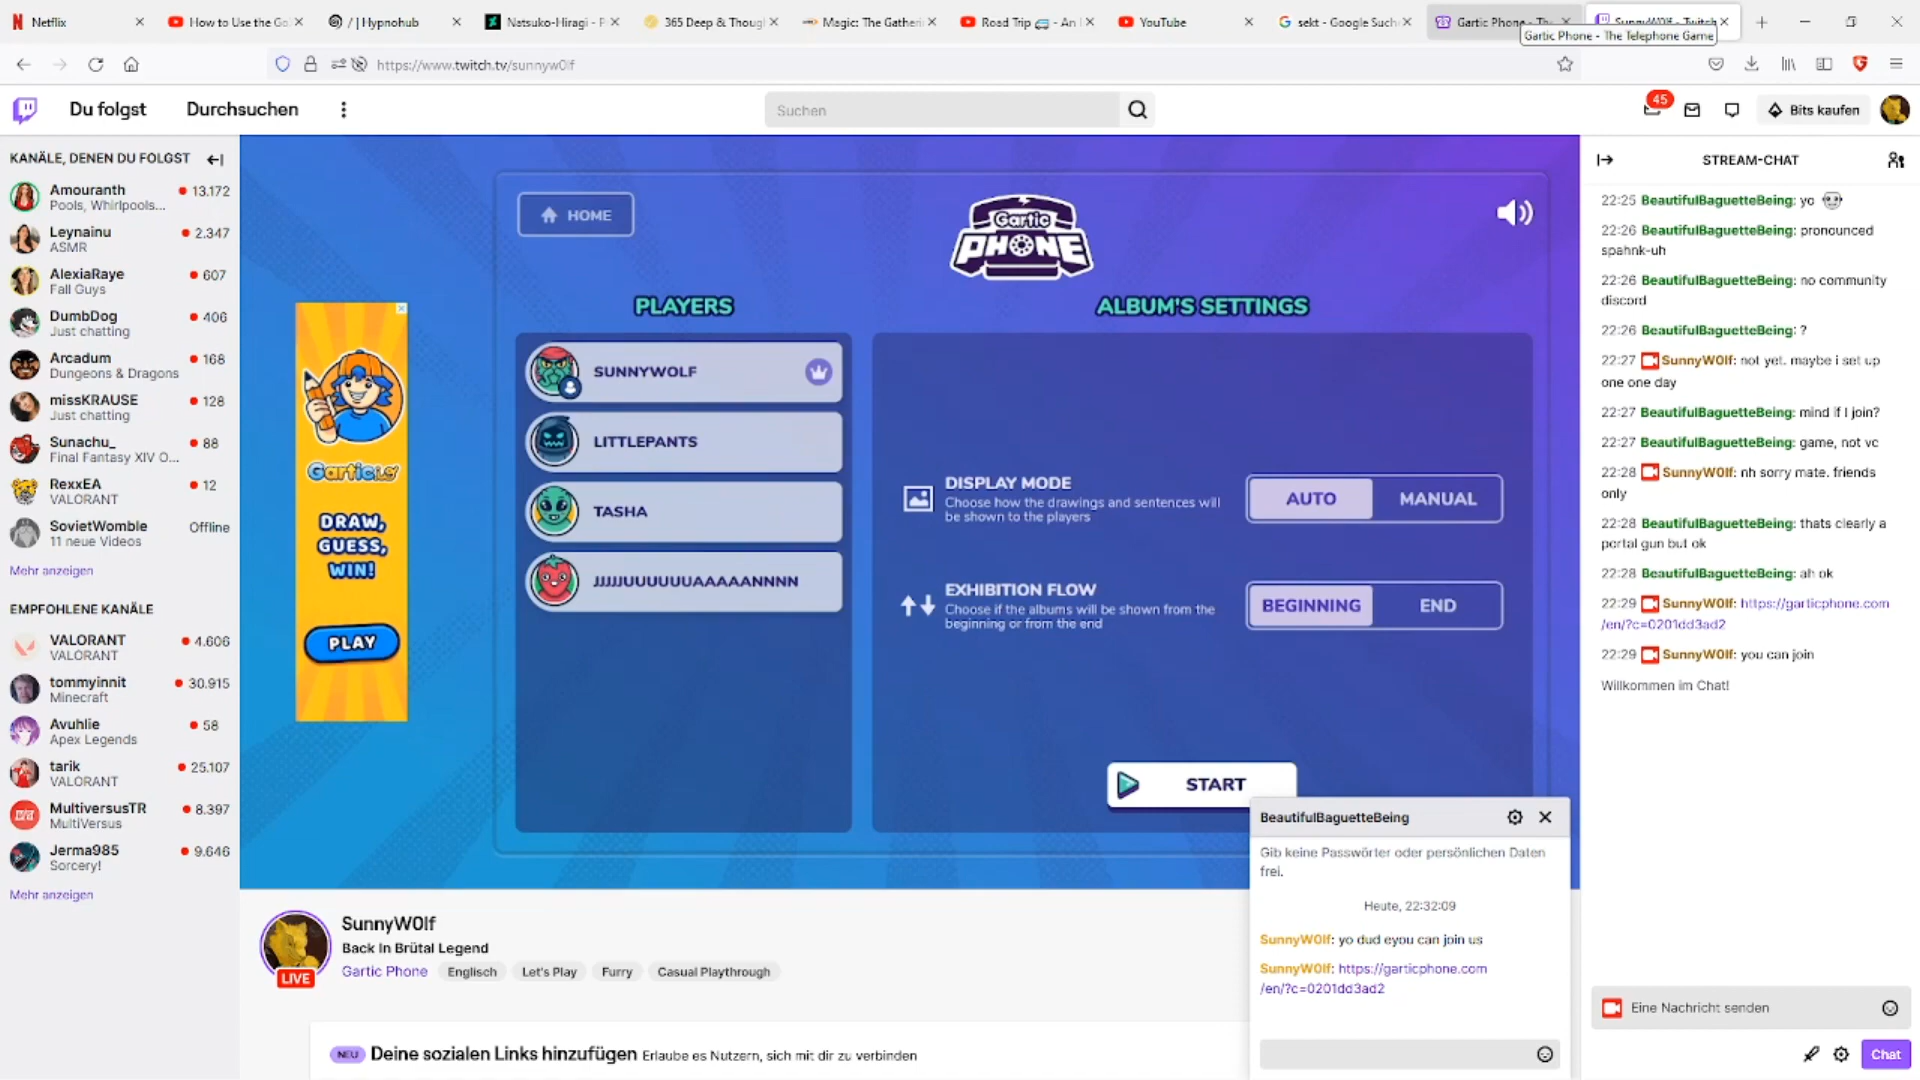 Netflix
How to Use the Go
/ | Hypnohub
Natsuko-Hiragi - F
365 Deep & Though
Magic: The Gatheri
Road Trip 🚐 - An
YouTube
sekt - Google Such
Gartic Phone - The
SunnyW0lf - Twitch
Gartic Phone - The Telephone Game
https://www.twitch.tv/sunnyw0lf
Du folgst
Durchsuchen
Suchen
45
Bits kaufen
KANÄLE, DENEN DU FOLGST
Amouranth
13.172
Pools, Whirlpools...
Leynainu
2.347
ASMR
AlexiaRaye
607
Fall Guys
DumbDog
406
Just chatting
Arcadum
168
Dungeons & Dragons
missKRAUSE
128
Just chatting
Sunachu_
88
Final Fantasy XIV O...
RexxEA
12
VALORANT
SovietWomble
Offline
11 neue Videos
Mehr anzeigen
EMPFOHLENE KANÄLE
VALORANT
4.606
VALORANT
tommyinnit
30.915
Minecraft
Avuhlie
58
Apex Legends
tarik
25.107
VALORANT
MultiversusTR
8.397
MultiVersus
Jerma985
9.646
Sorcery!
Mehr anzeigen
HOME
Gartic
PHONE
Gartic.io
DRAW,
GUESS,
WIN!
PLAY
PLAYERS
SUNNYWOLF
LITTLEPANTS
TASHA
JJJJJUUUUUUAAAAANNNN
ALBUM'S SETTINGS
DISPLAY MODE
Choose how the drawings and sentences will
be shown to the players
AUTO
MANUAL
EXHIBITION FLOW
Choose if the albums will be shown from the
beginning or from the end
BEGINNING
END
START
SunnyW0lf
Back In Brütal Legend
LIVE
Gartic Phone
Englisch
Let's Play
Furry
Casual Playthrough
NEU
Deine sozialen Links hinzufügen
Erlaube es Nutzern, sich mit dir zu verbinden
BeautifulBaguetteBeing
Gib keine Passwörter oder persönlichen Daten
frei.
Heute, 22:32:09
SunnyW0lf: yo dud eyou can join us
SunnyW0lf: https://garticphone.com
/en/?c=0201dd3ad2
STREAM-CHAT
22:25 BeautifulBaguetteBeing: yo
22:26 BeautifulBaguetteBeing: pronounced
spahnk-uh
22:26 BeautifulBaguetteBeing: no community
discord
22:26 BeautifulBaguetteBeing: ?
22:27 SunnyW0lf: not yet. maybe i set up
one one day
22:27 BeautifulBaguetteBeing: mind if I join?
22:27 BeautifulBaguetteBeing: game, not vc
22:28 SunnyW0lf: nh sorry mate. friends
only
22:28 BeautifulBaguetteBeing: thats clearly a
portal gun but ok
22:28 BeautifulBaguetteBeing: ah ok
22:29 SunnyW0lf: https://garticphone.com
/en/?c=0201dd3ad2
22:29 SunnyW0lf: you can join
Willkommen im Chat!
Eine Nachricht senden
Chat